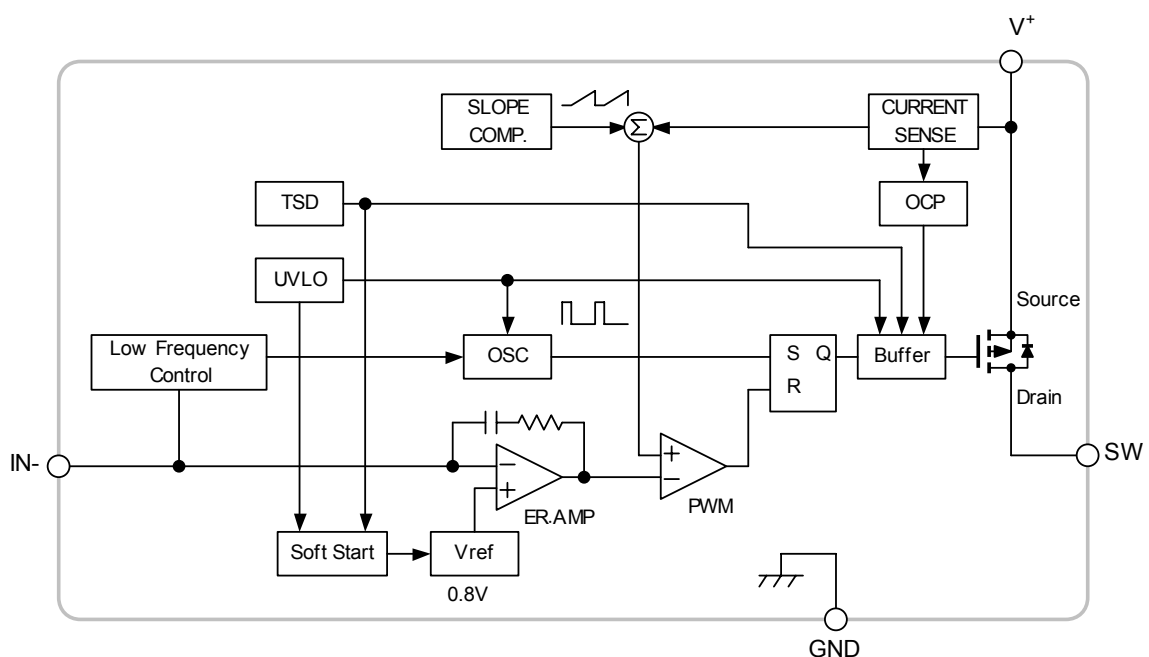 V+
SLOPE
COMP.
Σ
CURRENT
SENSE
TSD
OCP
UVLO
Source
Low Frequency
Control
OSC
S Q
R
Buffer
Drain
IN-
SW
−
+
ER.AMP
+
−
PWM
Soft Start
Vref
0.8V
GND